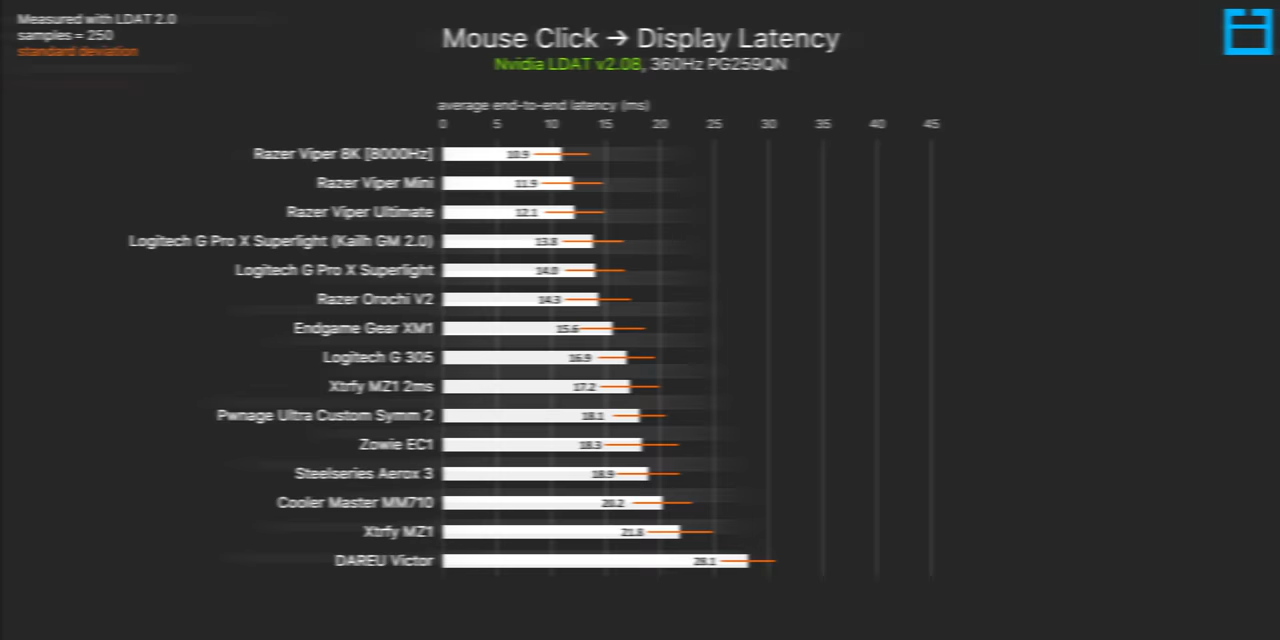 Measured with LDAT 2.0
samples = 250
standard deviation
Mouse Click → Display Latency
Nvidia LDAT v2.08, 360Hz PG259QN
average end-to-end latency (ms)
0 5 10 15 20 25 30 35 40 45
Razer Viper 8K [8000Hz] 10.9
Razer Viper Mini 11.9
Razer Viper Ultimate 12.1
Logitech G Pro X Superlight (Kailh GM 2.0) 13.8
Logitech G Pro X Superlight 14.0
Razer Orochi V2 14.3
Endgame Gear XM1 15.6
Logitech G 305 16.9
Xtrfy MZ1 2ms 17.2
Pwnage Ultra Custom Symm 2 18.1
Zowie EC1 18.3
Steelseries Aerox 3 18.9
Cooler Master MM710 20.2
Xtrfy MZ1 21.8
DAREU Victor